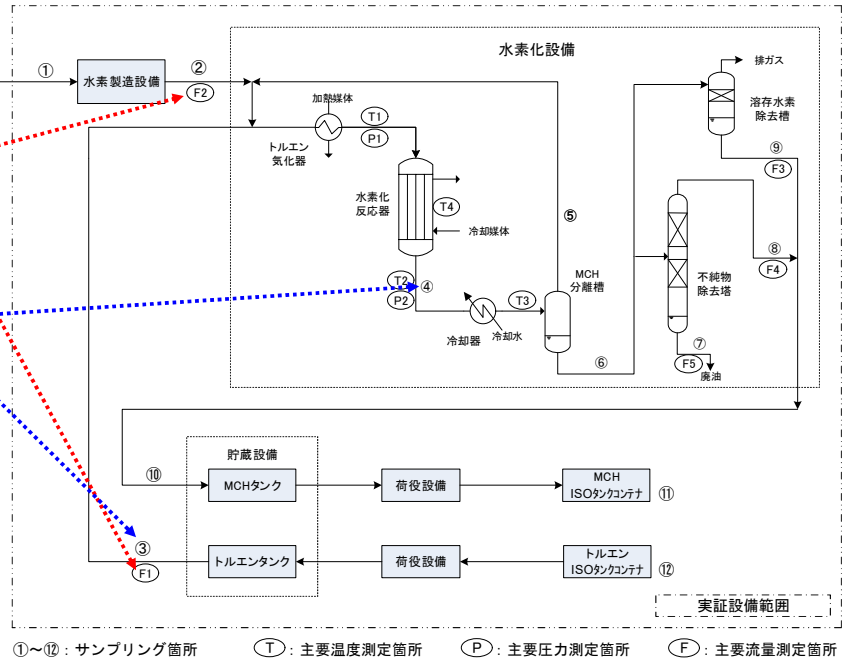 水素化設備
①
水素製造設備
②
F2
加熱媒体
トルエン
気化器
T1
P1
水素化
反応器
T4
冷却媒体
T2
P2
④
冷却器
冷却水
T3
MCH
分離槽
⑤
⑥
排ガス
溶存水素
除去槽
⑨
F3
不純物
除去塔
⑧
F4
⑦
F5
廃油
貯蔵設備
⑩
MCHタンク
荷役設備
MCH
ISOタンクコンテナ
⑪
③
F1
トルエンタンク
荷役設備
トルエン
ISOタンクコンテナ
⑫
実証設備範囲
①~⑫：サンプリング箇所 T：主要温度測定箇所 P：主要圧力測定箇所 F：主要流量測定箇所